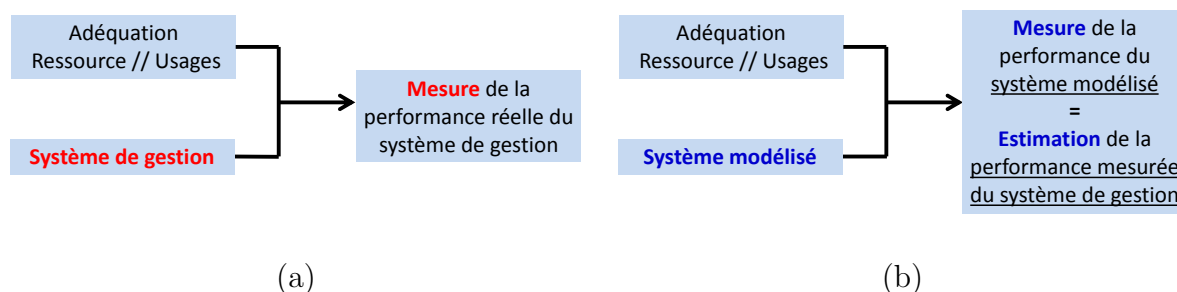 Adéquation
Ressource // Usages
Système de gestion
Mesure de la
performance réelle du
système de gestion
(a)
Adéquation
Ressource // Usages
Système modélisé
Mesure de la
performance du
système modélisé
=
Estimation de la
performance mesurée
du système de gestion
(b)